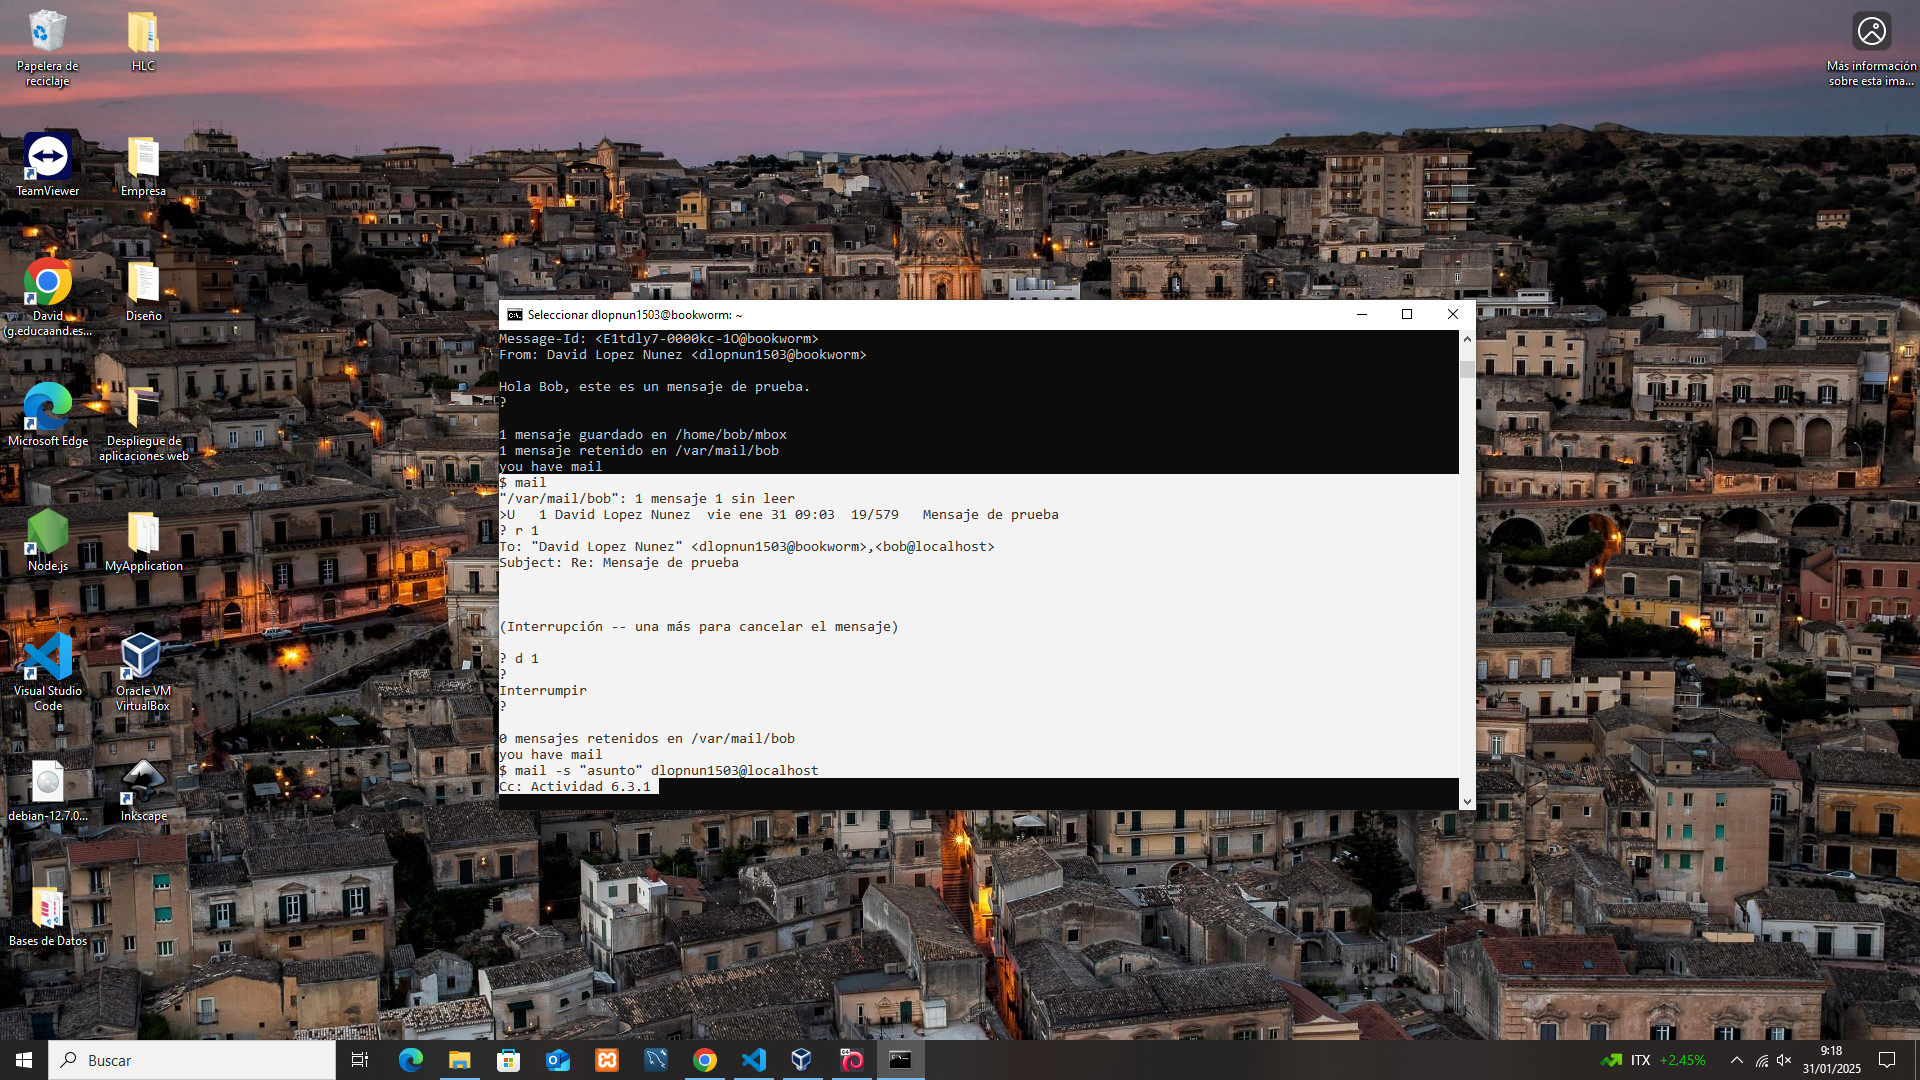 Papelera de
reciclaje
HLC
Más información
sobre esta ima...
TeamViewer
Empresa
David
(g.educaand.es...
Diseño
Microsoft Edge
Despliegue de
aplicaciones web
Node.js
MyApplication
Visual Studio
Code
Oracle VM
VirtualBox
debian-12.7.0...
Inkscape
Bases de Datos
Seleccionar dlopnun1503@bookworm: ~
Message-Id: <E1tdly7-0000kc-1O@bookworm>
From: David Lopez Nunez <dlopnun1503@bookworm>
Hola Bob, este es un mensaje de prueba.
?
1 mensaje guardado en /home/bob/mbox
1 mensaje retenido en /var/mail/bob
you have mail
$ mail
"/var/mail/bob": 1 mensaje 1 sin leer
>U   1 David Lopez Nunez  vie ene 31 09:03  19/579   Mensaje de prueba
? r 1
To: "David Lopez Nunez" <dlopnun1503@bookworm>,<bob@localhost>
Subject: Re: Mensaje de prueba
(Interrupción -- una más para cancelar el mensaje)
? d 1
?
Interrumpir
?
0 mensajes retenidos en /var/mail/bob
you have mail
$ mail -s "asunto" dlopnun1503@localhost
Cc: Actividad 6.3.1
Buscar
ITX +2,45%
9:18
31/01/2025